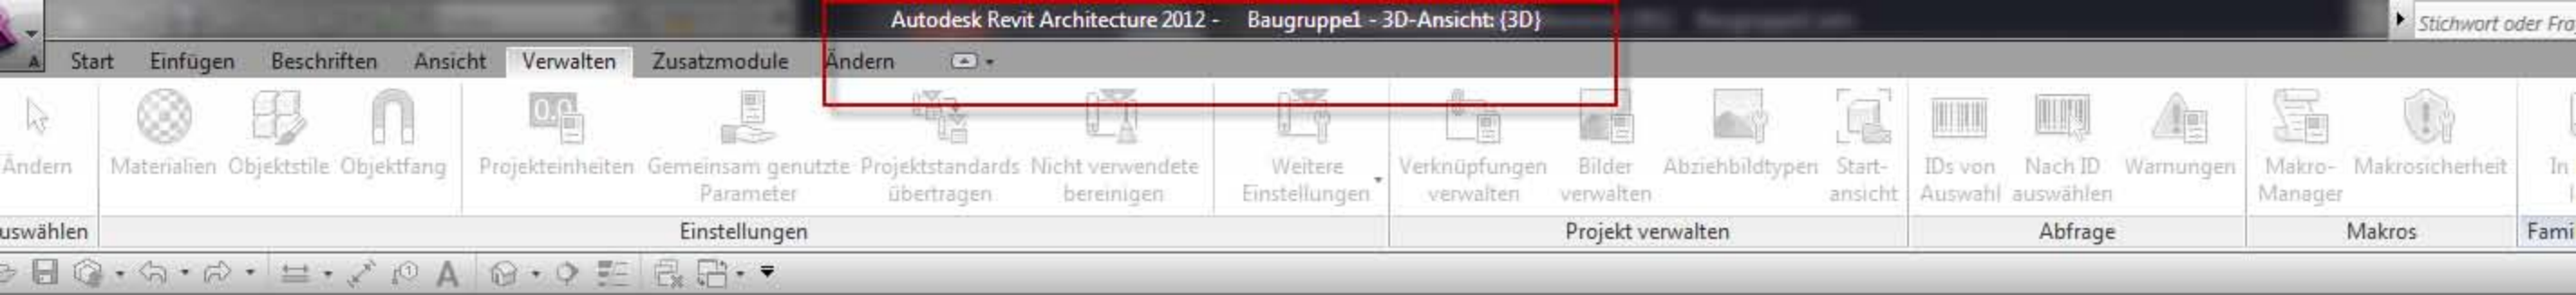 Autodesk Revit Architecture 2012 - Baugruppe1 - 3D-Ansicht: {3D}
Stichwort oder Fra
A Start Einfügen Beschriften Ansicht Verwalten Zusatzmodule Ändern
0.0
Ändern Materialien Objektstile Objektfang Projekteinheiten Gemeinsam genutzte Projektstandards Nicht verwendete Weitere Verknüpfungen Bilder Abziehbildtypen Start- IDs von Nach ID Warnungen Makro- Makrosicherheit In
Parameter übertragen bereinigen Einstellungen verwalten verwalten ansicht Auswahl auswählen Manager
uswählen Einstellungen Projekt verwalten Abfrage Makros Fami
A